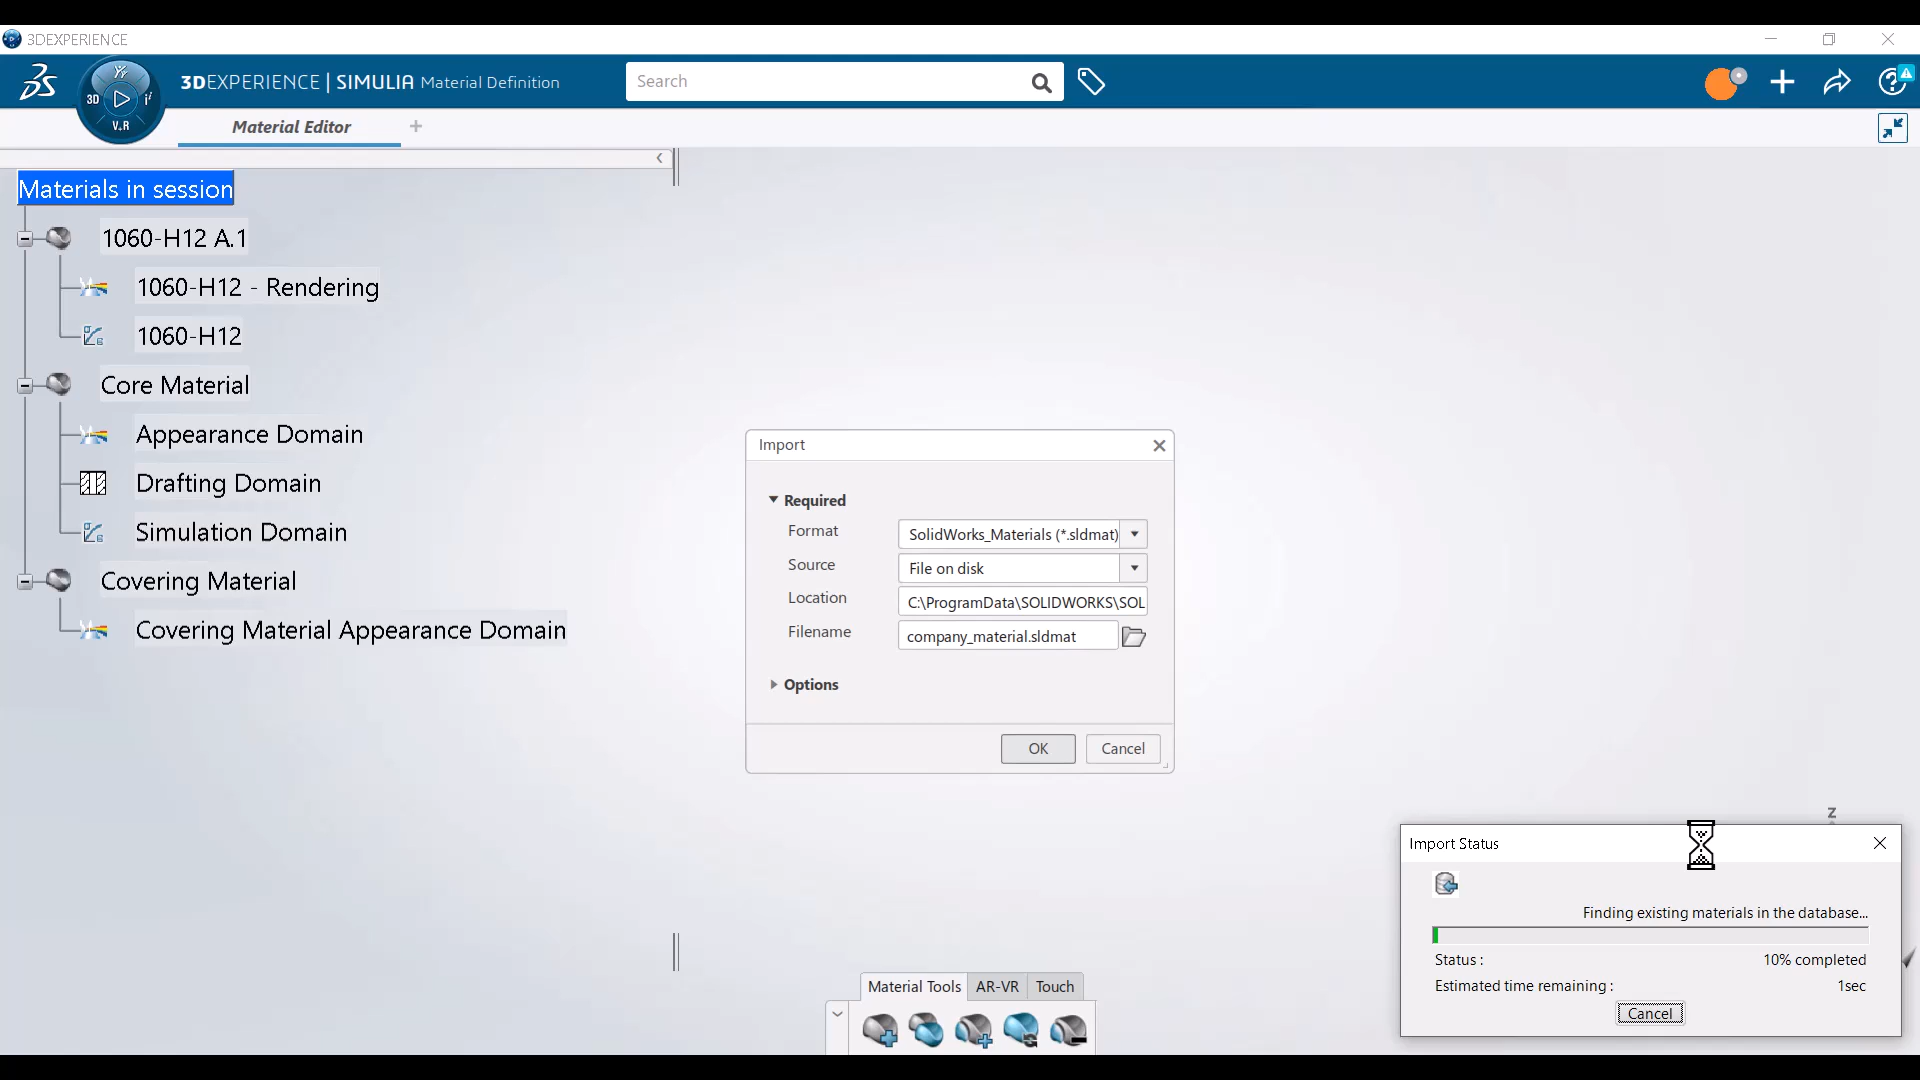 3DEXPERIENCE
3DEXPERIENCE | SIMULIA Material Definition
Search
3D
V.R
Material Editor
Materials in session
1060-H12 A.1
1060-H12 - Rendering
1060-H12
Core Material
Appearance Domain
Drafting Domain
Simulation Domain
Covering Material
Covering Material Appearance Domain
Import
Required
Format
SolidWorks_Materials (*.sldmat)
Source
File on disk
Location
C:\ProgramData\SOLIDWORKS\SOL
Filename
company_material.sldmat
Options
OK
Cancel
Z
Import Status
Finding existing materials in the database...
Status :
10% completed
Estimated time remaining :
1sec
Cancel
Material Tools
AR-VR
Touch